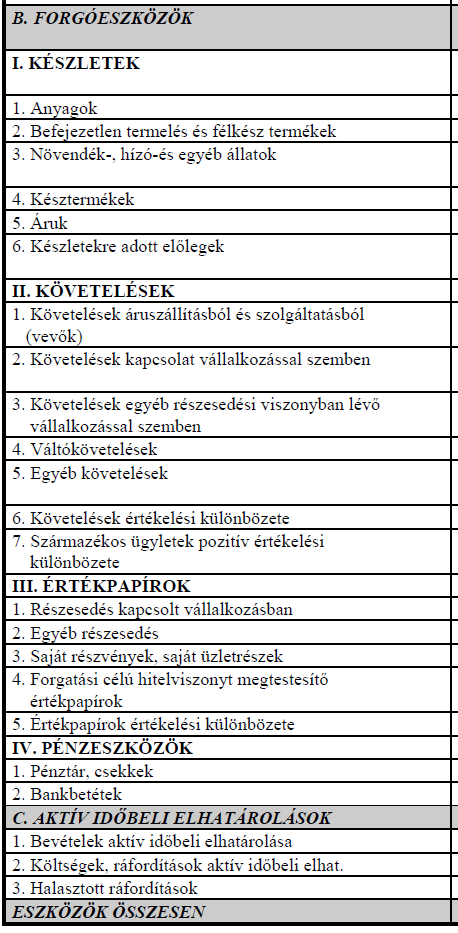 B. FORGÓESZKÖZÖK
I. KÉSZLETEK
1. Anyagok
2. Befejezetlen termelés és félkész termékek
3. Növendék-, hízó-és egyéb állatok
4. Késztermékek
5. Áruk
6. Készletekre adott előlegek
II. KÖVETELÉSEK
1. Követelések áruszállításból és szolgáltatásból
(vevők)
2. Követelések kapcsolat vállalkozással szemben
3. Követelések egyéb részesedési viszonyban lévő
vállalkozással szemben
4. Váltókövetelések
5. Egyéb követelések
6. Követelések értékelési különbözete
7. Származékos ügyletek pozitív értékelési
különbözete
III. ÉRTÉKPAPÍROK
1. Részesedés kapcsolt vállalkozásban
2. Egyéb részesedés
3. Saját részvények, saját üzletrészek
4. Forgatási célú hitelviszonyt megtestesítő
értékpapírok
5. Értékpapírok értékelési különbözete
IV. PÉNZESZKÖZÖK
1. Pénztár, csekkek
2. Bankbetétek
C. AKTÍV IDŐBELI ELHATÁROLÁSOK
1. Bevételek aktív időbeli elhatárolása
2. Költségek, ráfordítások aktív időbeli elhat.
3. Halasztott ráfordítások
ESZKÖZÖK ÖSSZESEN